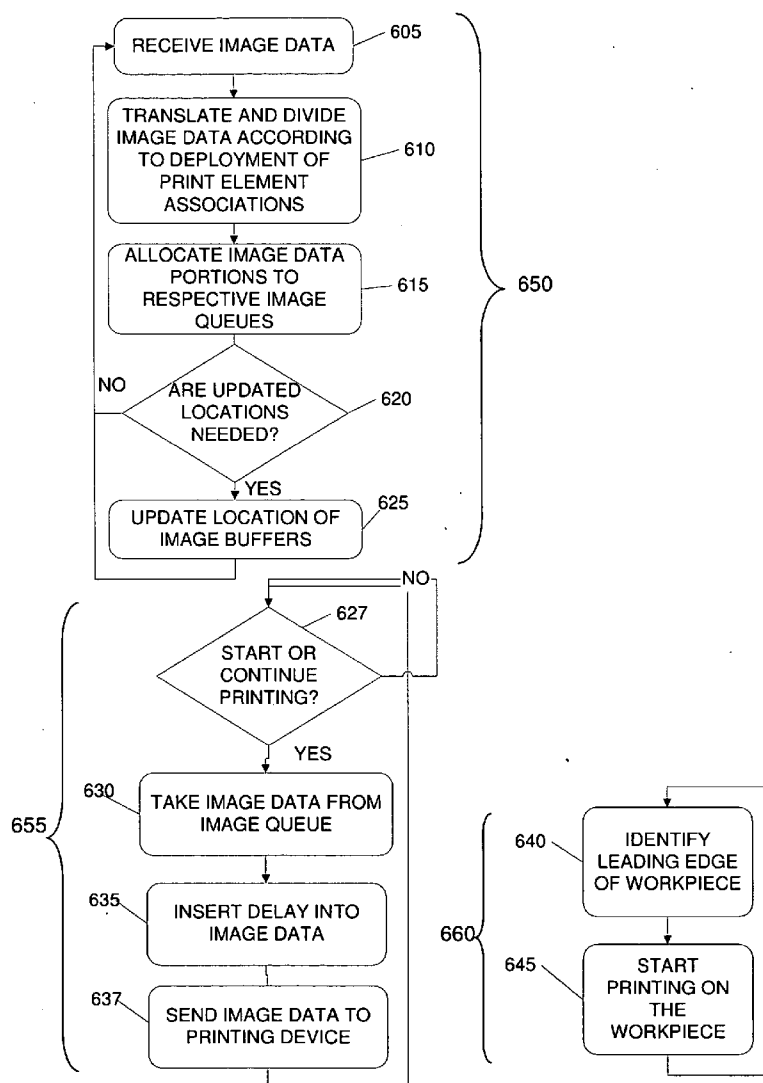 RECEIVE IMAGE DATA
605
TRANSLATE AND DIVIDE
IMAGE DATA ACCORDING
TO DEPLOYMENT OF
PRINT ELEMENT
ASSOCIATIONS
610
ALLOCATE IMAGE DATA
PORTIONS TO
RESPECTIVE IMAGE
QUEUES
615
650
NO
ARE UPDATED
LOCATIONS
NEEDED?
620
YES
UPDATE LOCATION OF
IMAGE BUFFERS
625
NO
627
START OR
CONTINUE
PRINTING?
YES
655
630
TAKE IMAGE DATA FROM
IMAGE QUEUE
635
INSERT DELAY INTO
IMAGE DATA
637
SEND IMAGE DATA TO
PRINTING DEVICE
660
640
IDENTIFY
LEADING EDGE
OF WORKPIECE
645
START
PRINTING ON
THE
WORKPIECE